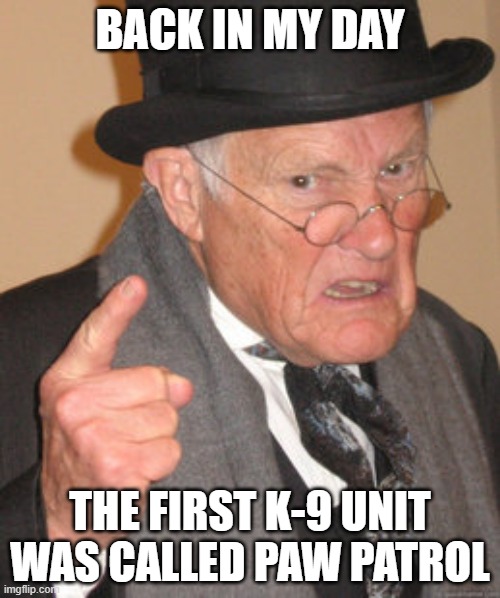 BACK IN MY DAY
THE FIRST K-9 UNIT
WAS CALLED PAW PATROL
imgflip.com